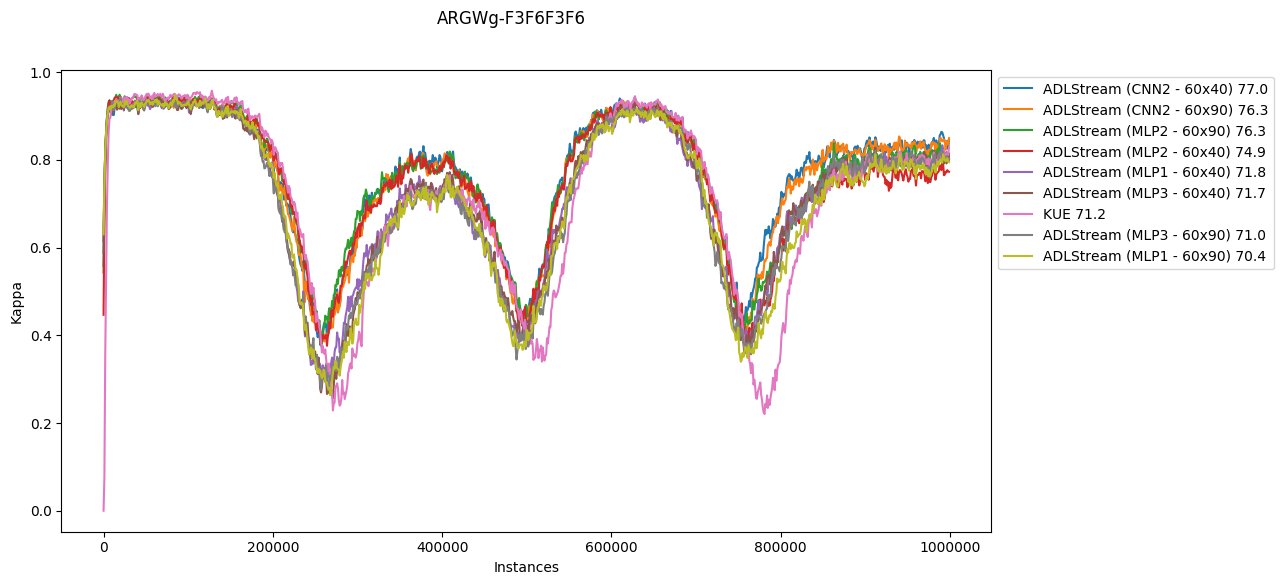 ARGWg-F3F6F3F6
1.0
0.8
0.6
0.4
0.2
0.0
Kappa
0
200000
400000
600000
800000
1000000
Instances
ADLStream (CNN2 - 60x40) 77.0
ADLStream (CNN2 - 60x90) 76.3
ADLStream (MLP2 - 60x90) 76.3
ADLStream (MLP2 - 60x40) 74.9
ADLStream (MLP1 - 60x40) 71.8
ADLStream (MLP3 - 60x40) 71.7
KUE 71.2
ADLStream (MLP3 - 60x90) 71.0
ADLStream (MLP1 - 60x90) 70.4